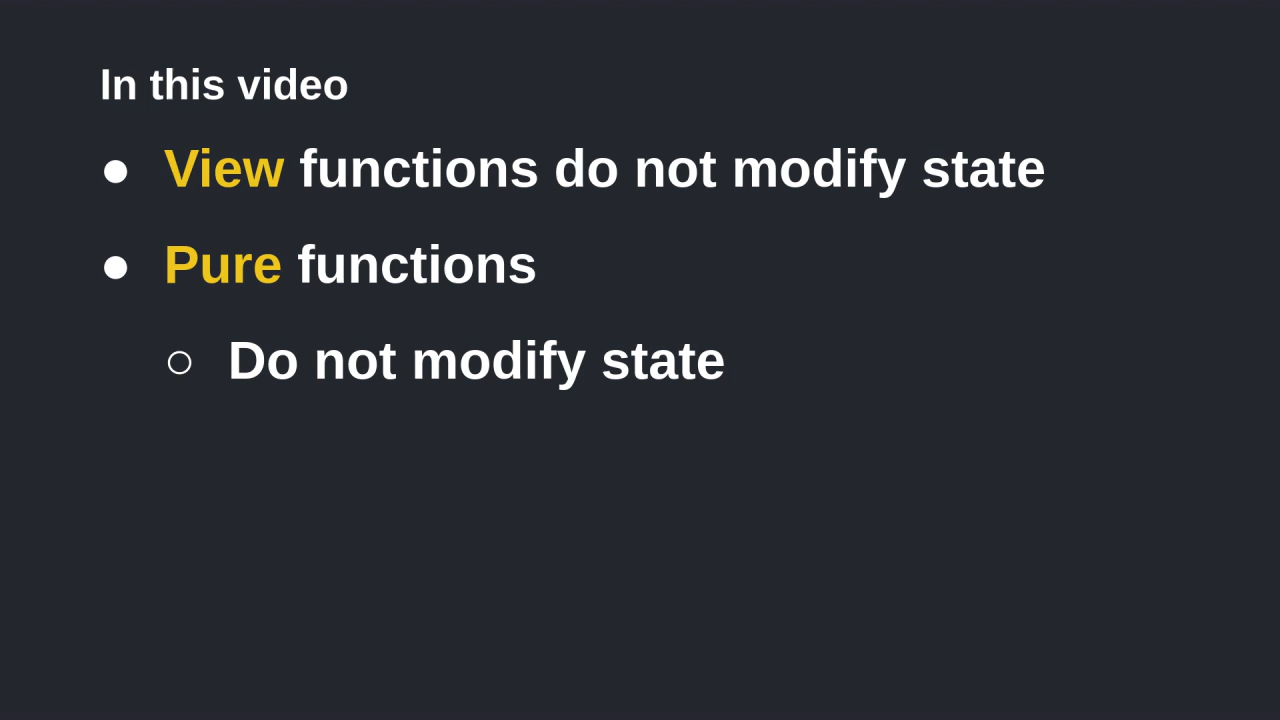 In this video
● View functions do not modify state
● Pure functions
○ Do not modify state